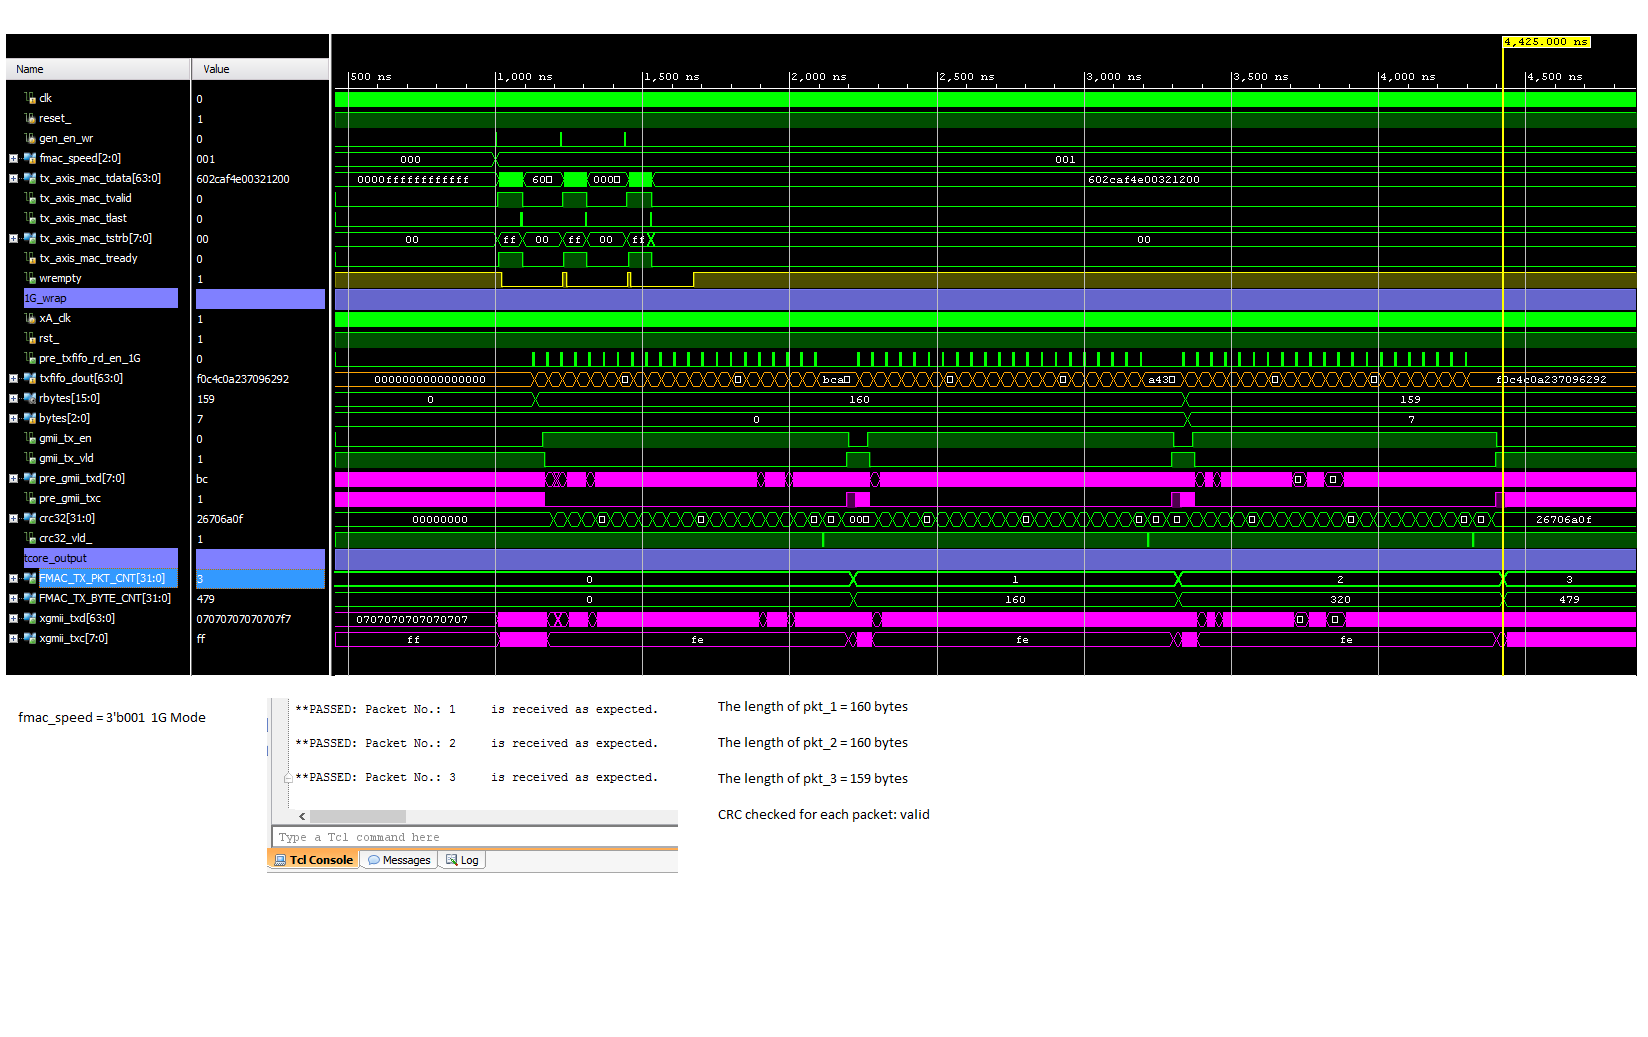 4,425.000 ns
Name Value
500 ns 1,000 ns 1,500 ns 2,000 ns 2,500 ns 3,000 ns 3,500 ns 4,000 ns 4,500 ns
clk 0
reset_ 1
gen_en_wr 0
fmac_speed[2:0] 001 000 001
tx_axis_mac_tdata[63:0] 602caf4e00321200 0000ffffffffffff 60 000 602caf4e00321200
tx_axis_mac_tvalid 0
tx_axis_mac_tlast 0
tx_axis_mac_tstrb[7:0] 00 00 ff 00 ff 00 ff 00
tx_axis_mac_tready 0
wrempty 1
1G_wrap
xA_clk 1
rst_ 1
pre_txfifo_rd_en_1G 0
txfifo_dout[63:0] f0c4c0a237096292 0000000000000000 bca a43 f0c4c0a237096292
rbytes[15:0] 159 0 160 159
bytes[2:0] 7 0 7
gmii_tx_en 0
gmii_tx_vld 1
pre_gmii_txd[7:0] bc
pre_gmii_txc 1
crc32[31:0] 26706a0f 00000000 00 26706a0f
crc32_vld_ 1
tcore_output
FMAC_TX_PKT_CNT[31:0] 3 0 1 2 3
FMAC_TX_BYTE_CNT[31:0] 479 0 160 320 479
xgmii_txd[63:0] 07070707070707f7 0707070707070707
xgmii_txc[7:0] ff ff fe fe fe
fmac_speed = 3'b001 1G Mode
**PASSED: Packet No.: 1 is received as expected.
**PASSED: Packet No.: 2 is received as expected.
**PASSED: Packet No.: 3 is received as expected.
Type a Tcl command here
Tcl Console Messages Log
The length of pkt_1 = 160 bytes
The length of pkt_2 = 160 bytes
The length of pkt_3 = 159 bytes
CRC checked for each packet: valid